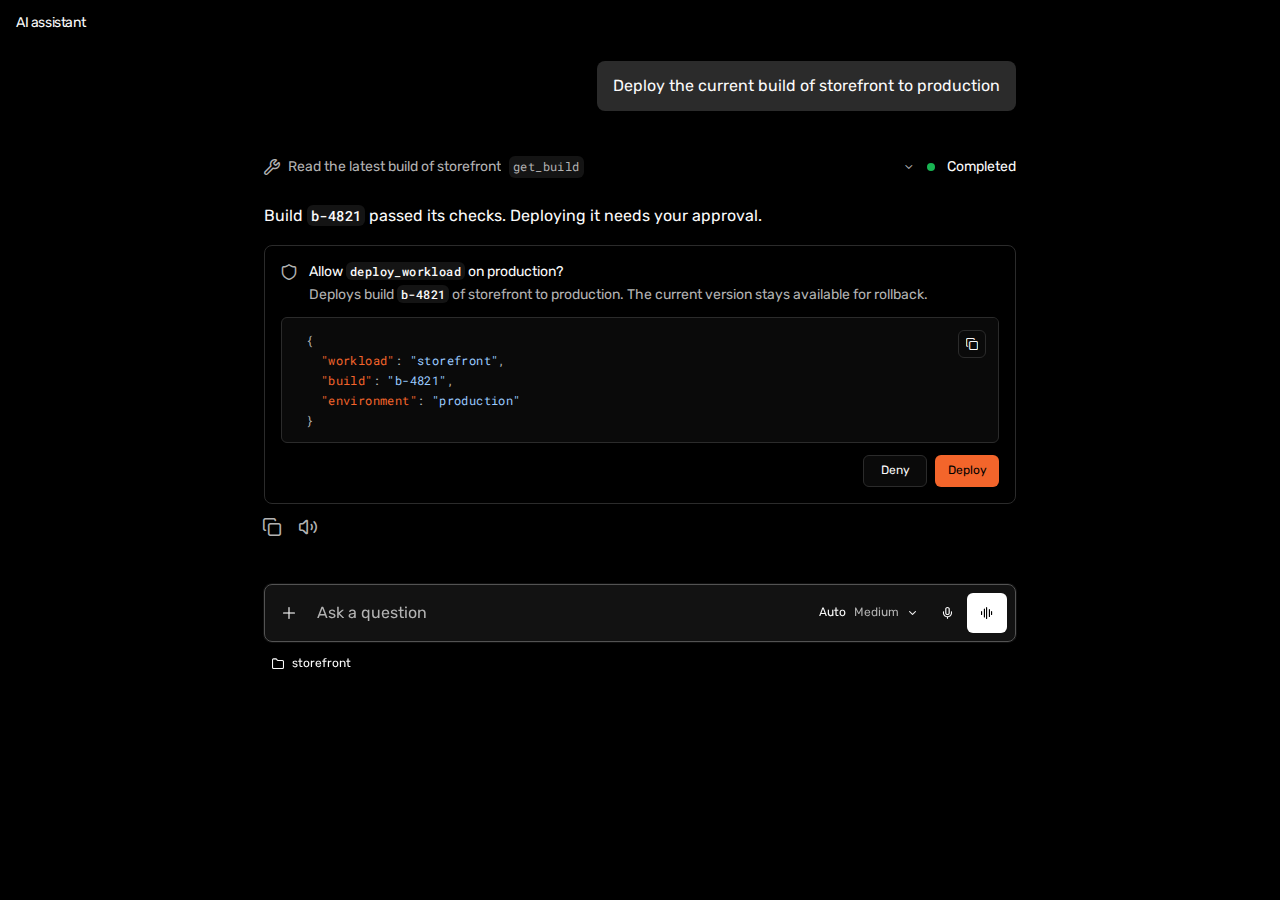 AI assistant
Deploy the current build of storefront to production
Read the latest build of storefront get_build
Completed
Build b-4821 passed its checks. Deploying it needs your approval.
Allow deploy_workload on production?
Deploys build b-4821 of storefront to production. The current version stays available for rollback.
{
"workload": "storefront",
"build": "b-4821",
"environment": "production"
}
Deny
Deploy
Ask a question
Auto Medium
storefront